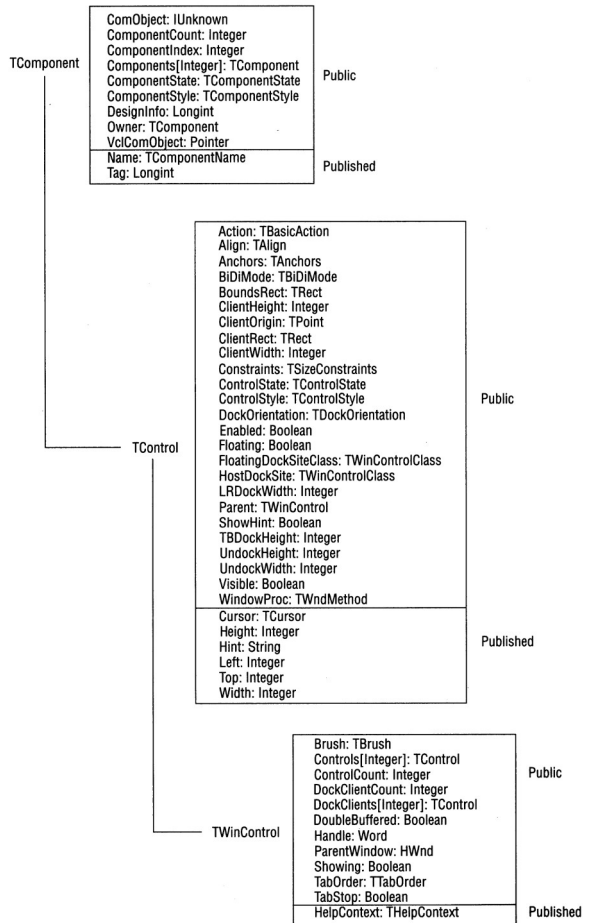 TComponent
ComObject: IUnknown
ComponentCount: Integer
ComponentIndex: Integer
Components[Integer]: TComponent
ComponentState: TComponentState
ComponentStyle: TComponentStyle
DesignInfo: Longint
Owner: TComponent
VclComObject: Pointer
Public
Name: TComponentName
Tag: Longint
Published
TControl
Action: TBasicAction
Align: TAlign
Anchors: TAnchors
BiDiMode: TBiDiMode
BoundsRect: TRect
ClientHeight: Integer
ClientOrigin: TPoint
ClientRect: TRect
ClientWidth: Integer
Constraints: TSizeConstraints
ControlState: TControlState
ControlStyle: TControlStyle
DockOrientation: TDockOrientation
Enabled: Boolean
Floating: Boolean
FloatingDockSiteClass: TWinControlClass
HostDockSite: TWinControlClass
LRDockWidth: Integer
Parent: TWinControl
ShowHint: Boolean
TBDockHeight: Integer
UndockHeight: Integer
UndockWidth: Integer
Visible: Boolean
WindowProc: TWndMethod
Public
Cursor: TCursor
Height: Integer
Hint: String
Left: Integer
Top: Integer
Width: Integer
Published
TWinControl
Brush: TBrush
Controls[Integer]: TControl
ControlCount: Integer
DockClientCount: Integer
DockClients[Integer]: TControl
DoubleBuffered: Boolean
Handle: Word
ParentWindow: HWnd
Showing: Boolean
TabOrder: TTabOrder
TabStop: Boolean
Public
HelpContext: THelpContext
Published